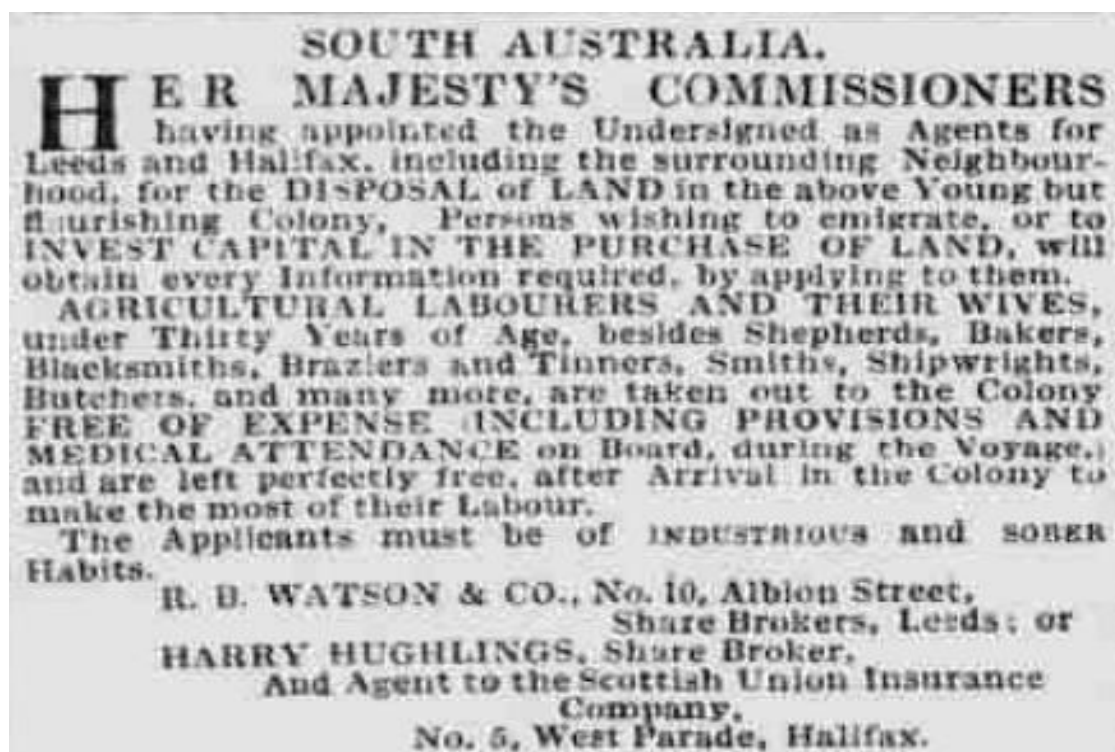 SOUTH AUSTRALIA.
HER MAJESTY'S COMMISSIONERS
having appointed the Undersigned as Agents for
Leeds and Halifax, including the surrounding Neighbour-
hood, for the DISPOSAL of LAND in the above Young but
flourishing Colony, Persons wishing to emigrate, or to
INVEST CAPITAL IN THE PURCHASE OF LAND, will
obtain every Information required, by applying to them.
AGRICULTURAL LABOURERS AND THEIR WIVES,
under Thirty Years of Age, besides Shepherds, Bakers,
Blacksmiths, Braziers and Tinners, Smiths, Shipwrights,
Butchers, and many more, are taken out to the Colony
FREE OF EXPENSE (INCLUDING PROVISIONS AND
MEDICAL ATTENDANCE on Board, during the Voyage,)
and are left perfectly free, after Arrival in the Colony to
make the most of their Labour.
The Applicants must be of INDUSTRIOUS and SOBER
Habits.
R. B. WATSON & CO., No. 10, Albion Street,
Share Brokers, Leeds; or
HARRY HUGHLINGS, Share Broker,
And Agent to the Scottish Union Insurance
Company,
No. 5, West Parade, Halifax.